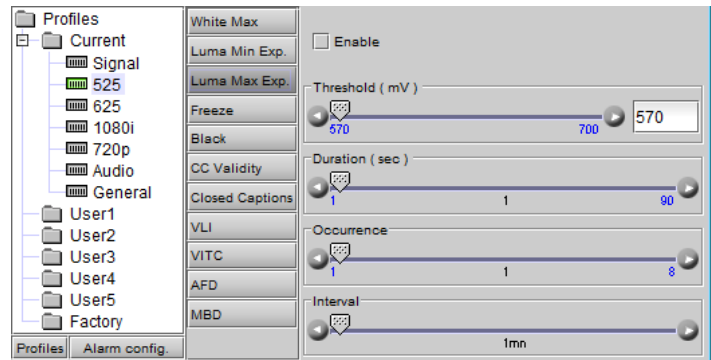 Profiles
Current
Signal
525
625
1080i
720p
Audio
General
User1
User2
User3
User4
User5
Factory
Profiles
Alarm config.
White Max
Luma Min Exp.
Luma Max Exp.
Freeze
Black
CC Validity
Closed Captions
VLI
VITC
AFD
MBD
Enable
Threshold ( mV )
570
700
570
Duration ( sec )
1
1
90
Occurrence
1
1
8
Interval
1mn